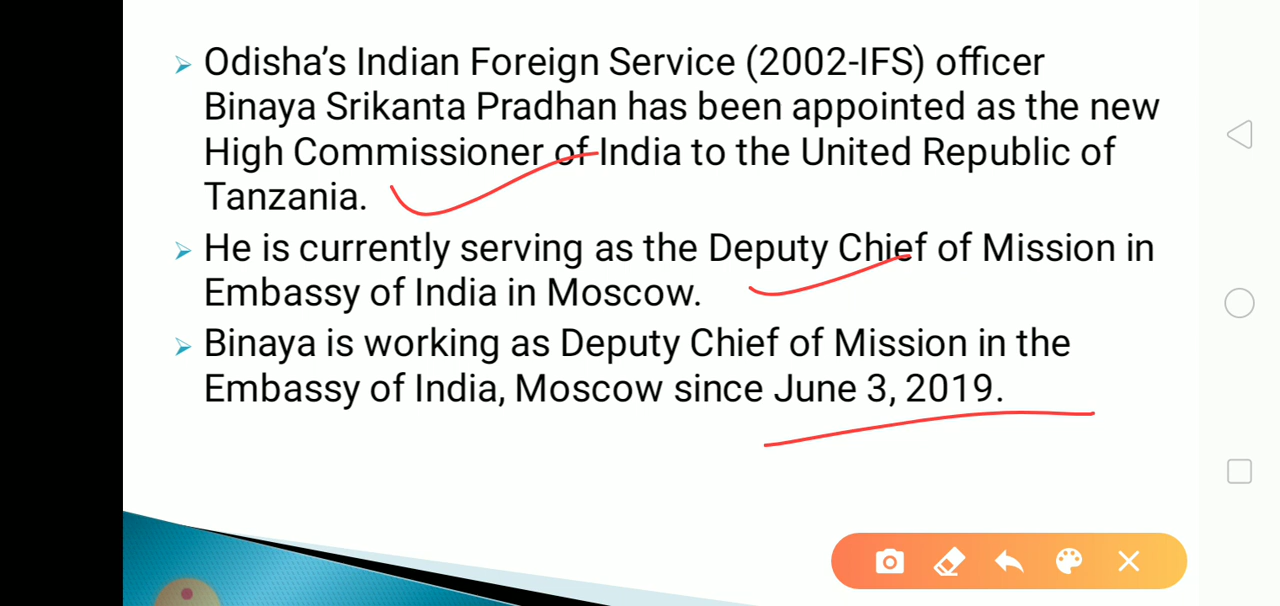 Odisha’s Indian Foreign Service (2002-IFS) officer
Binaya Srikanta Pradhan has been appointed as the new
High Commissioner of India to the United Republic of
Tanzania.
He is currently serving as the Deputy Chief of Mission in
Embassy of India in Moscow.
Binaya is working as Deputy Chief of Mission in the
Embassy of India, Moscow since June 3, 2019.